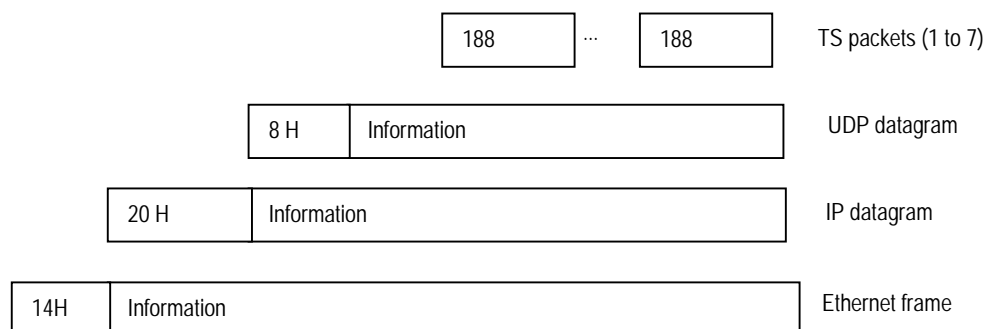 188 ... 188 TS packets (1 to 7)
8 H Information UDP datagram
20 H Information IP datagram
14H Information Ethernet frame